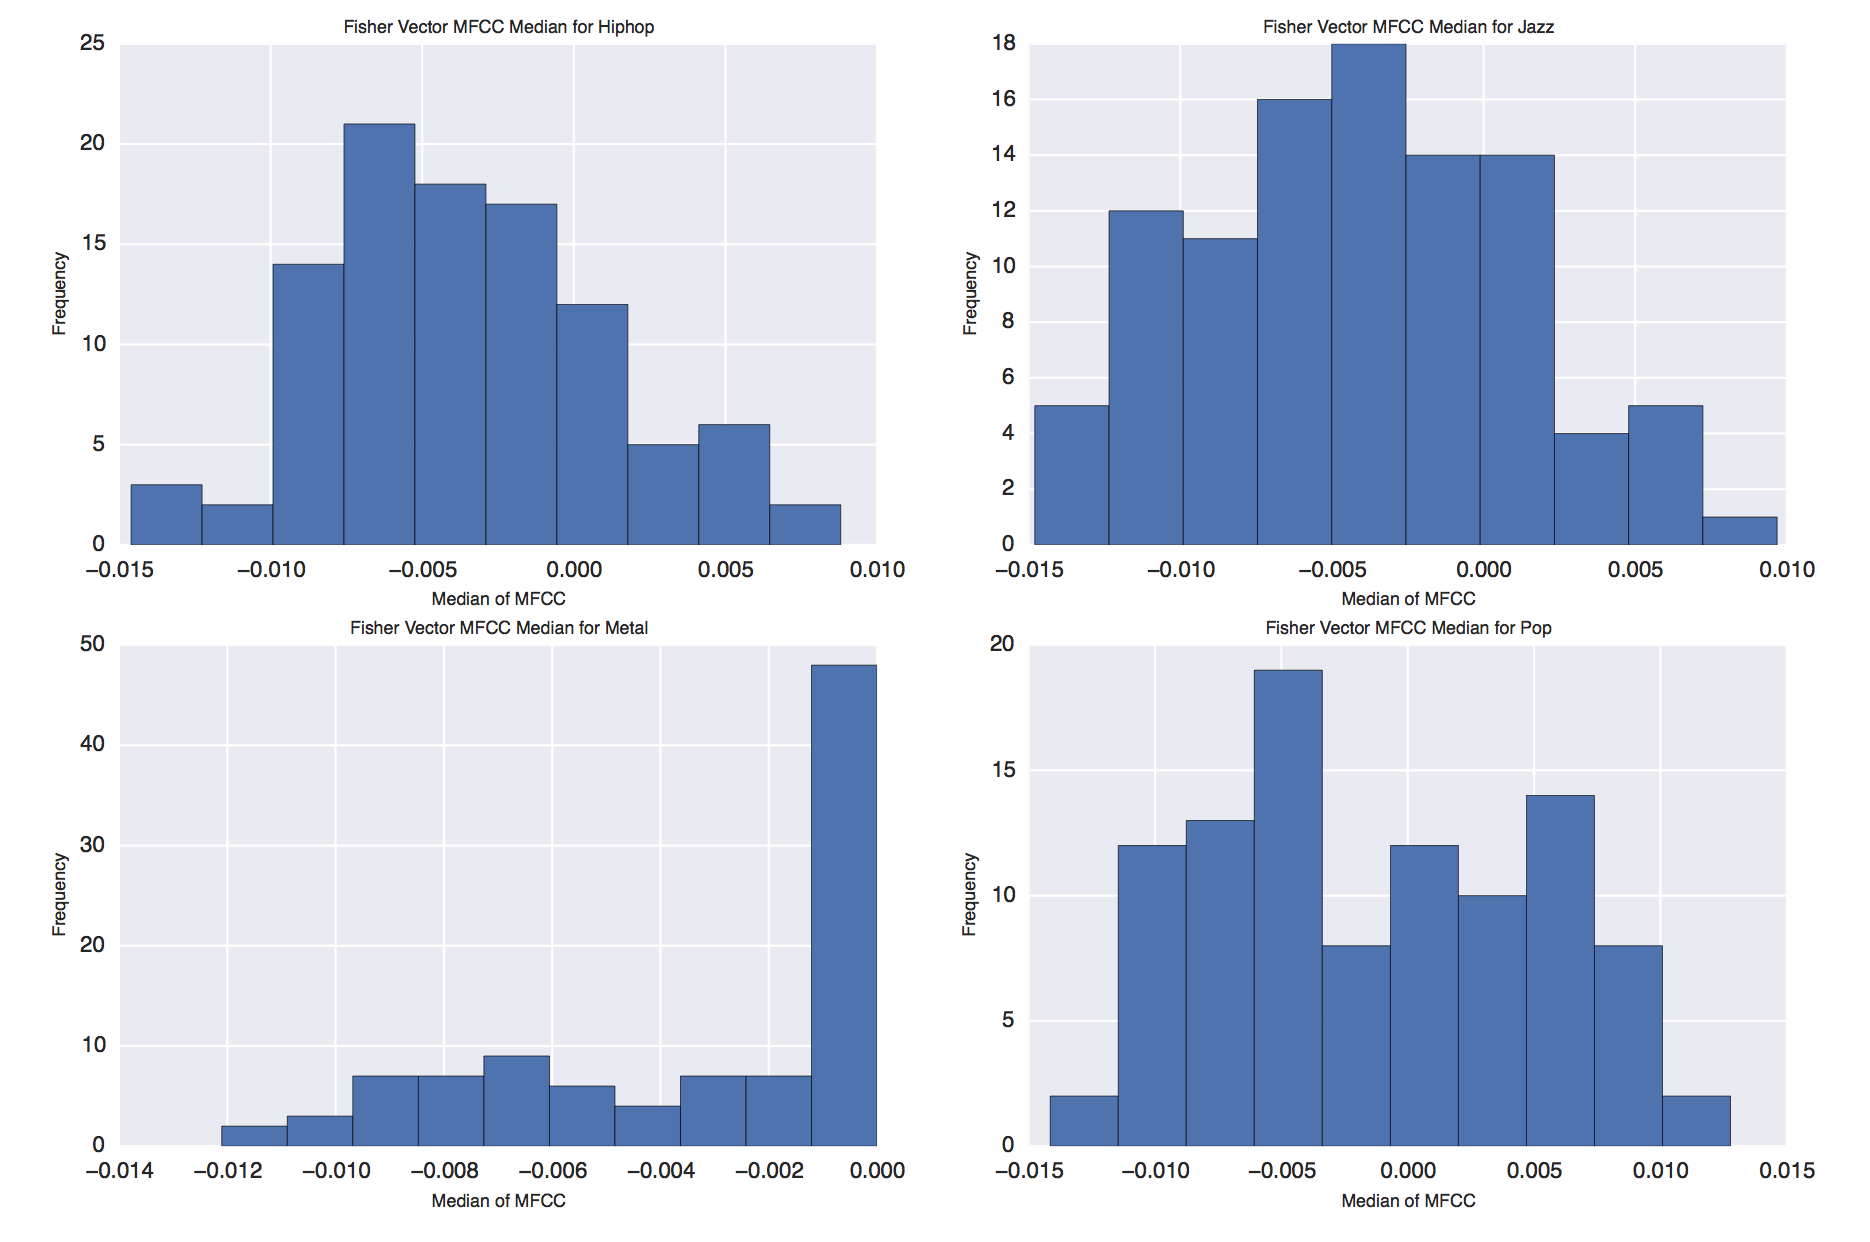 Fisher Vector MFCC Median for Hiphop
25
20
15
10
5
0
Frequency
−0.015 −0.010 −0.005 0.000 0.005 0.010
Median of MFCC
Fisher Vector MFCC Median for Jazz
18
16
14
12
10
8
6
4
2
0
Frequency
−0.015 −0.010 −0.005 0.000 0.005 0.010
Median of MFCC
Fisher Vector MFCC Median for Metal
50
40
30
20
10
0
Frequency
−0.014 −0.012 −0.010 −0.008 −0.006 −0.004 −0.002 0.000
Median of MFCC
Fisher Vector MFCC Median for Pop
20
15
10
5
0
Frequency
−0.015 −0.010 −0.005 0.000 0.005 0.010 0.015
Median of MFCC